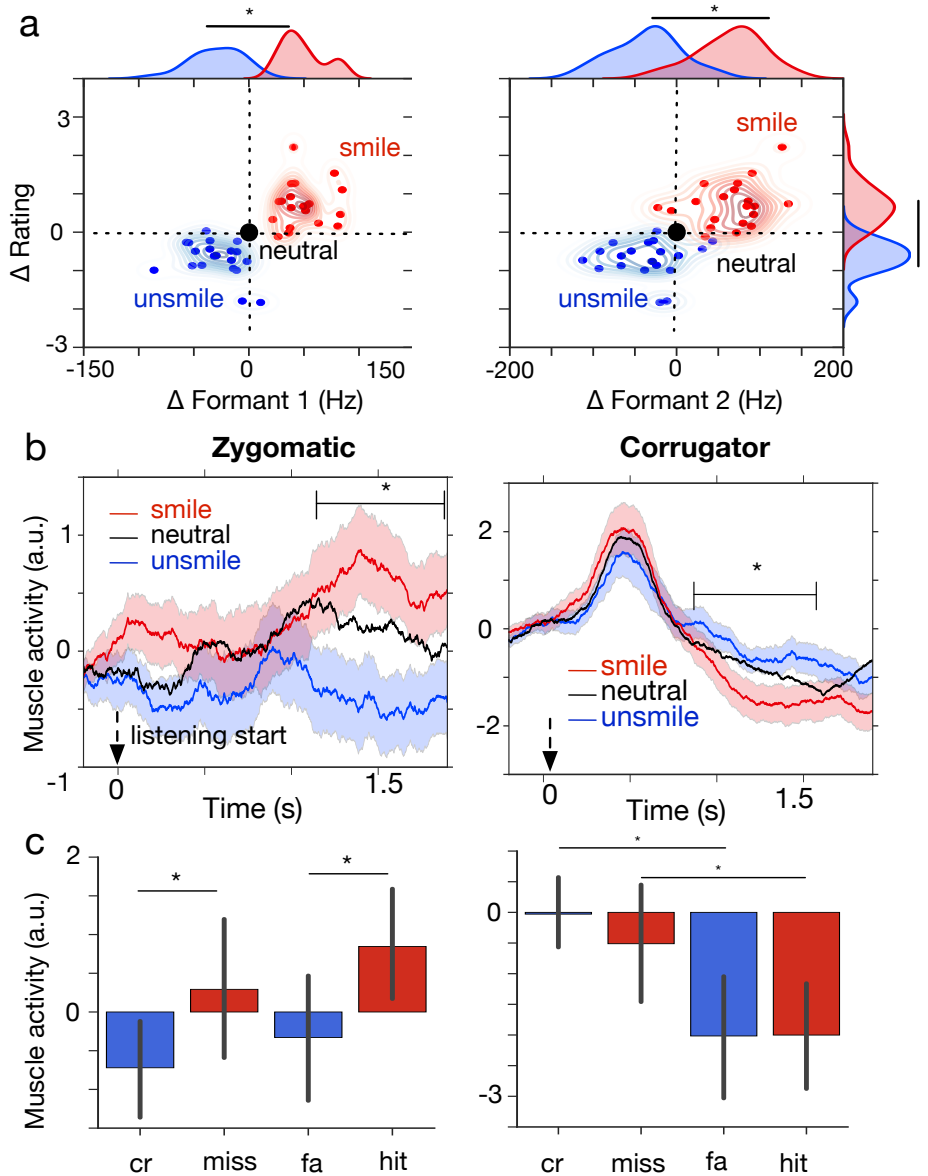 a
* *
3
0
-3
Δ Rating
smile
neutral
unsmile
-150 0 150
Δ Formant 1 (Hz)
smile
neutral
unsmile
-200 0 200
Δ Formant 2 (Hz)
b
Zygomatic
*
smile
neutral
unsmile
1
0
-1
Muscle activity (a.u.)
listening start
0 1.5
Time (s)
Corrugator
*
2
0
-2
smile
neutral
unsmile
0 1.5
Time (s)
c
2
0
Muscle activity (a.u.)
* *
cr miss fa hit
*
*
0
-3
cr miss fa hit